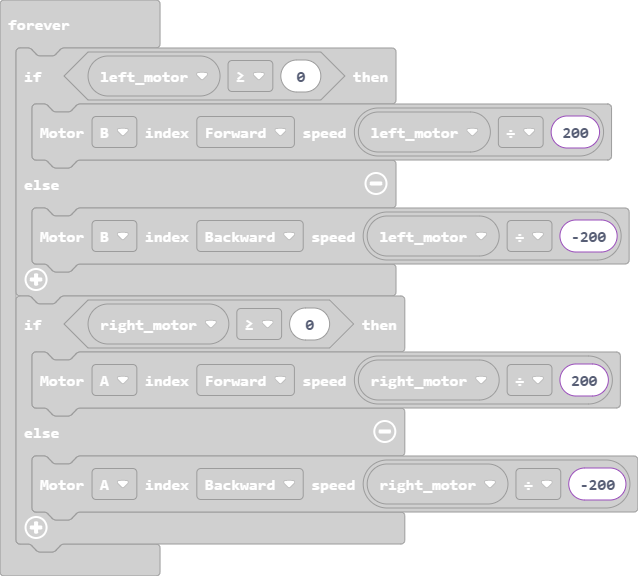 forever
if left_motor ≥ 0 then
Motor B index Forward speed left_motor ÷ 200
else
Motor B index Backward speed left_motor ÷ -200
if right_motor ≥ 0 then
Motor A index Forward speed right_motor ÷ 200
else
Motor A index Backward speed right_motor ÷ -200